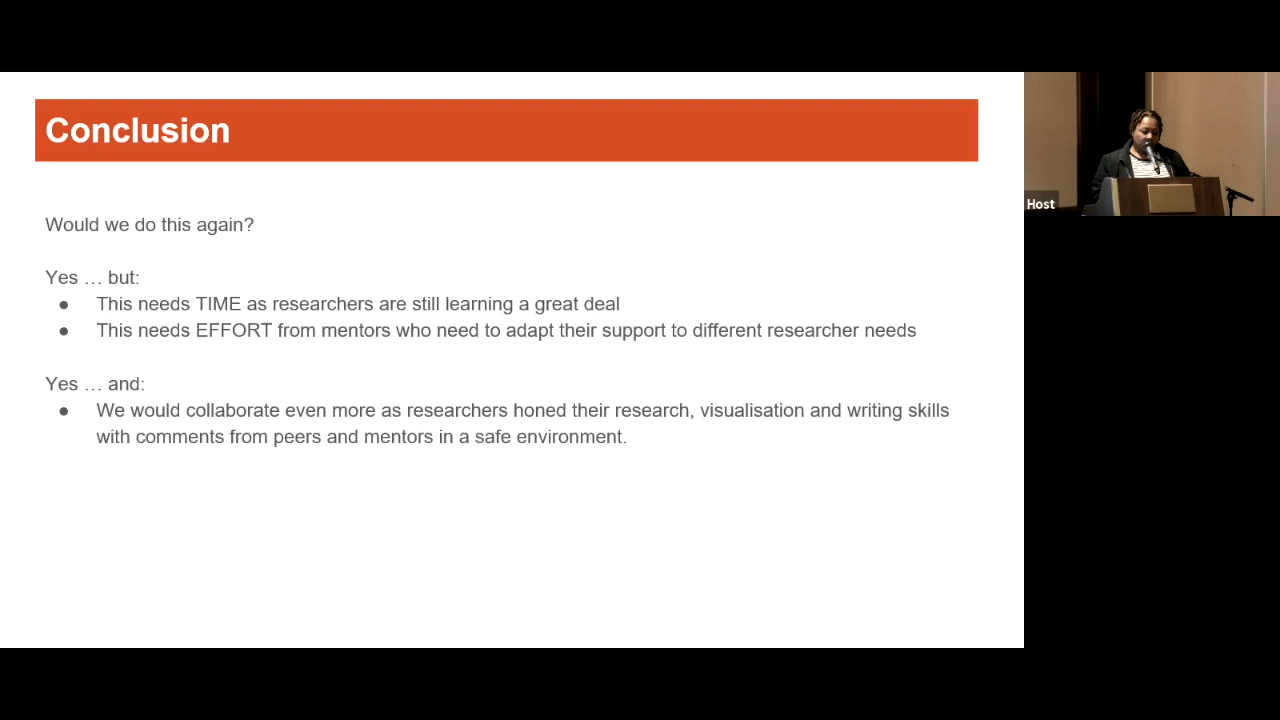 Conclusion
Would we do this again?
Yes … but:
● This needs TIME as researchers are still learning a great deal
● This needs EFFORT from mentors who need to adapt their support to different researcher needs
Yes … and:
● We would collaborate even more as researchers honed their research, visualisation and writing skills
with comments from peers and mentors in a safe environment.
Host